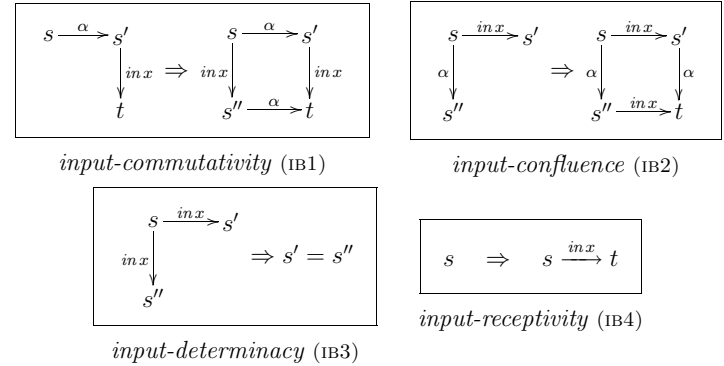 s α s′ s α s′
in x ⇒ in x in x
t s′′ α t
input-commutativity (IB1)
s in x s′ s in x s′
α ⇒ α α
s′′ s′′ in x t
input-confluence (IB2)
s in x s′
in x ⇒ s′ = s′′
s′′
input-determinacy (IB3)
s ⇒ s in x t
input-receptivity (IB4)